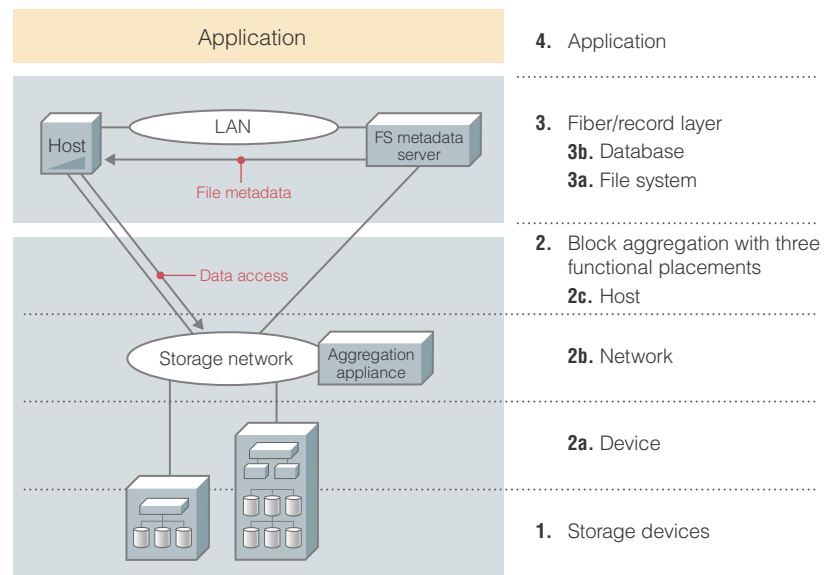 Application
Host
LAN
FS metadata
server
File metadata
Data access
Storage network
Aggregation
appliance
4. Application
3. Fiber/record layer
3b. Database
3a. File system
2. Block aggregation with three
functional placements
2c. Host
2b. Network
2a. Device
1. Storage devices